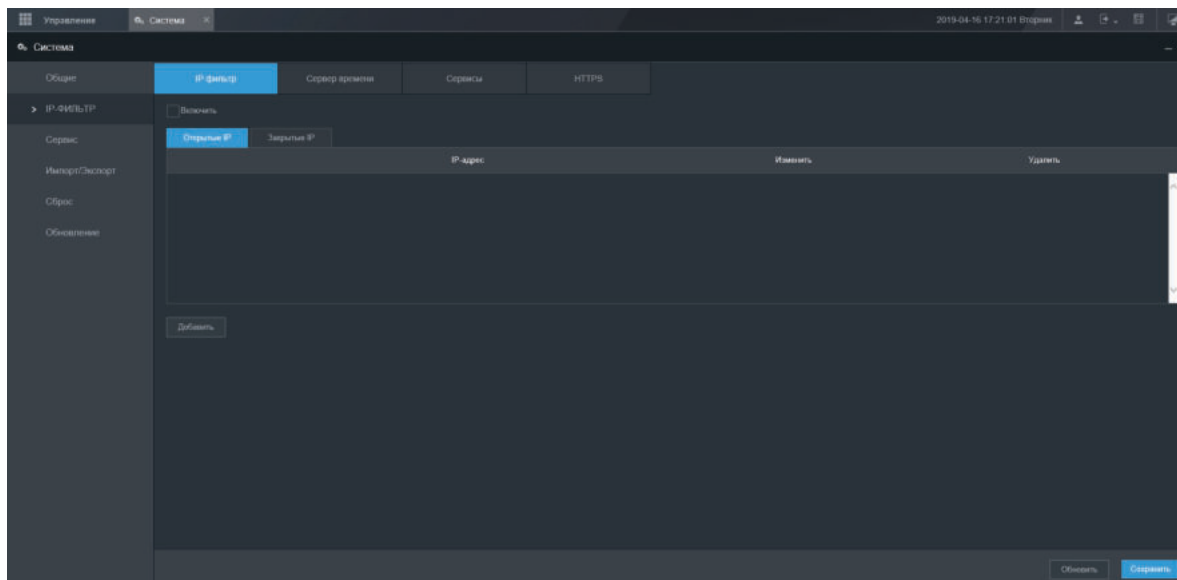 Управление
Система
2019-04-16 17:21:01 Вторник
Система
Общие
IP-ФИЛЬТР
Сервис
Импорт/Экспорт
Сброс
Обновление
IP-фильтр
Сервер времени
Сервисы
HTTPS
Включить
Открытые IP
Закрытые IP
IP-адрес
Изменить
Удалить
Добавить
Обновить
Сохранить